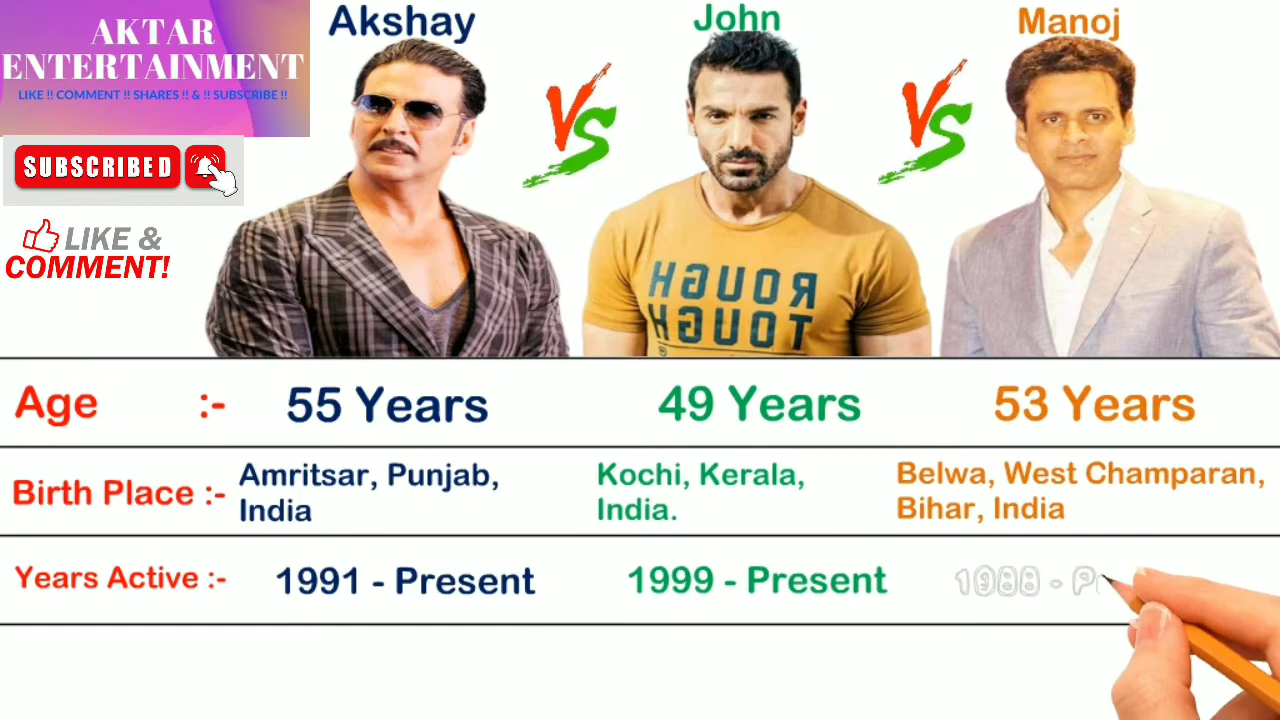 AKTAR
ENTERTAINMENT
LIKE !! COMMENT !! SHARES !! & !! SUBSCRIBE !!
SUBSCRIBED
LIKE &
COMMENT!
Akshay
VS
John
VS
Manoj
ROUGH
TOUGH
Age :- 55 Years 49 Years 53 Years
Birth Place :- Amritsar, Punjab, India Kochi, Kerala, India. Belwa, West Champaran, Bihar, India
Years Active :- 1991 - Present 1999 - Present 1988 - P